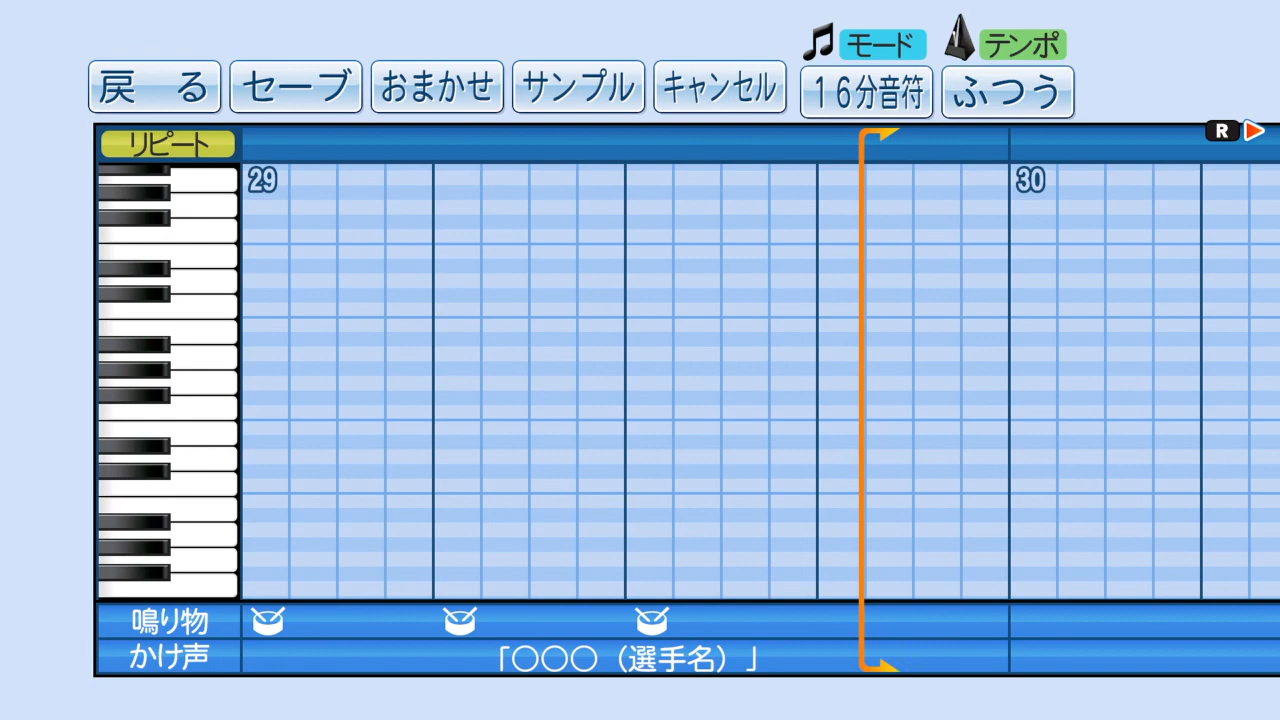 モード テンポ
戻 る セーブ おまかせ サンプル キャンセル 16分音符 ふつう
リピート R
29 30
鳴り物
かけ声 「○○○（選手名）」